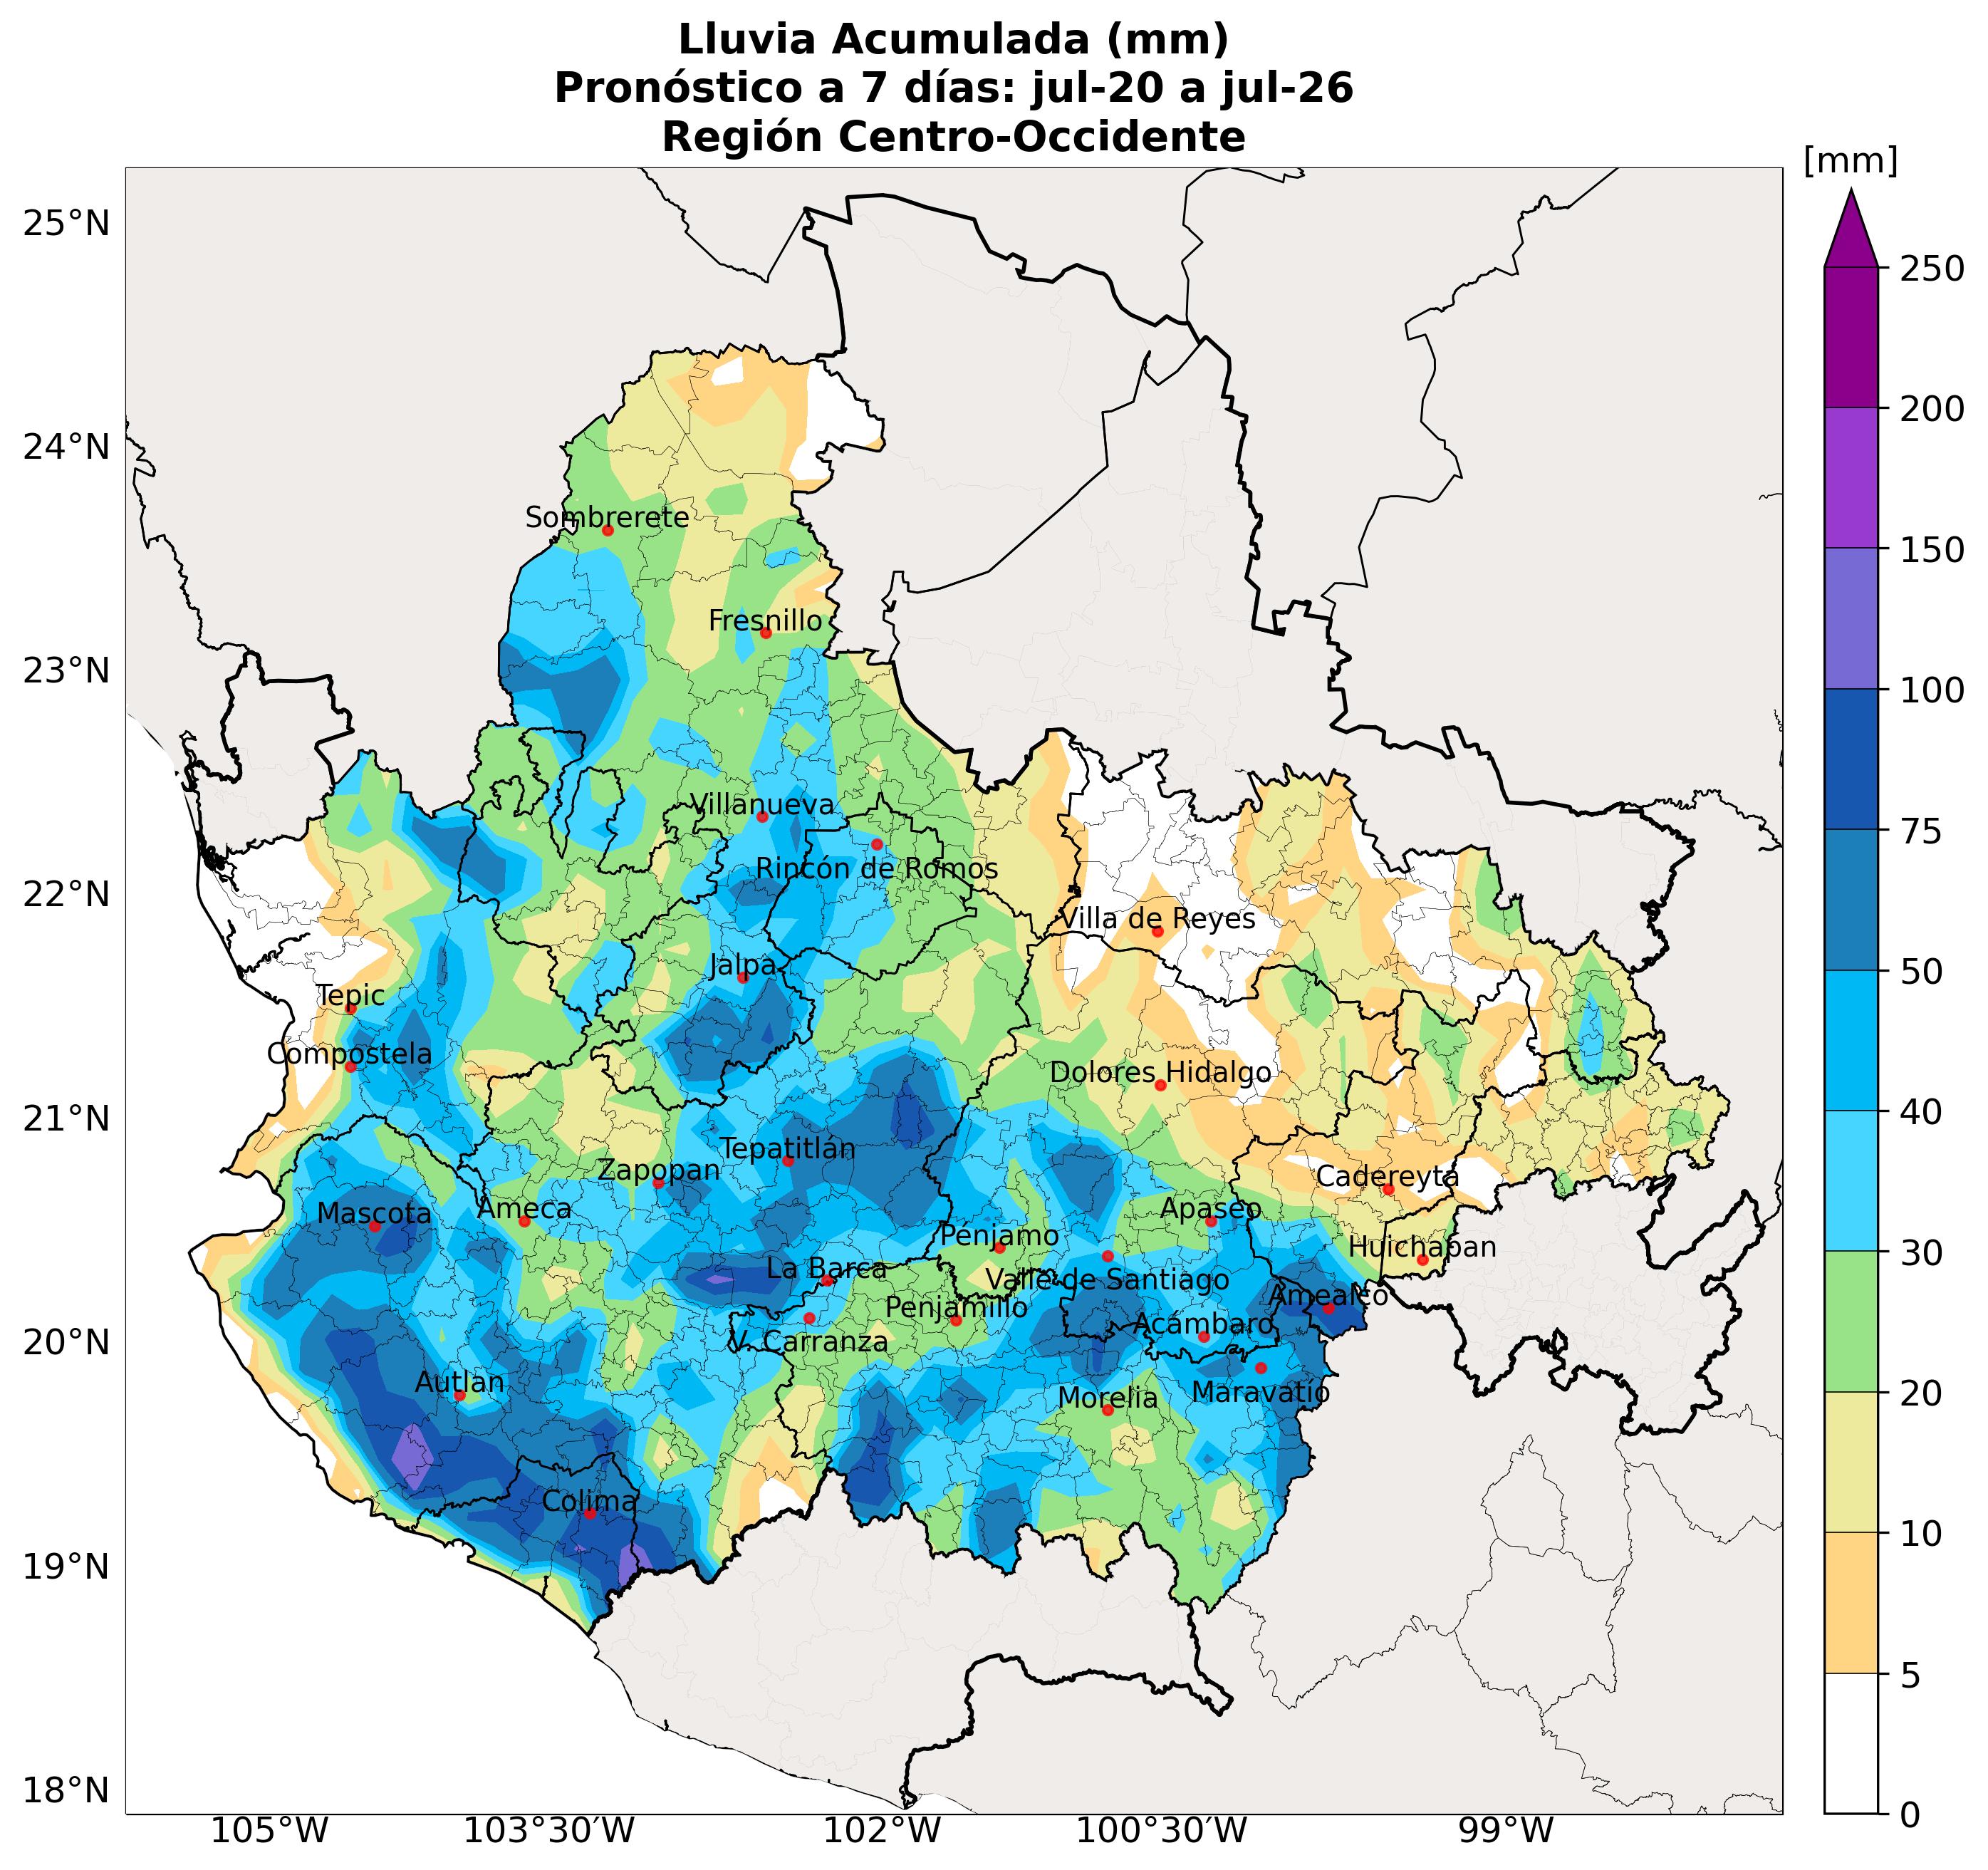 Lluvia Acumulada (mm)
Pronóstico a 7 días: jul-20 a jul-26
Región Centro-Occidente
[mm]
25°N
24°N
23°N
22°N
21°N
20°N
19°N
18°N
105°W
103°30'W
102°W
100°30'W
99°W
250
200
150
100
75
50
40
30
20
10
5
0
Sombrerete
Fresnillo
Villanueva
Rincón de Romos
Villa de Reyes
Jalpa
Tepic
Compostela
Dolores Hidalgo
Tepatitlán
Zapopan
Cadereyta
Mascota
Ameca
Apaseo
Penjamo
Huichapan
La Barca
Valle de Santiago
Amealco
Penjamillo
Acámbaro
V. Carranza
Autlan
Morelia
Maravatío
Colima